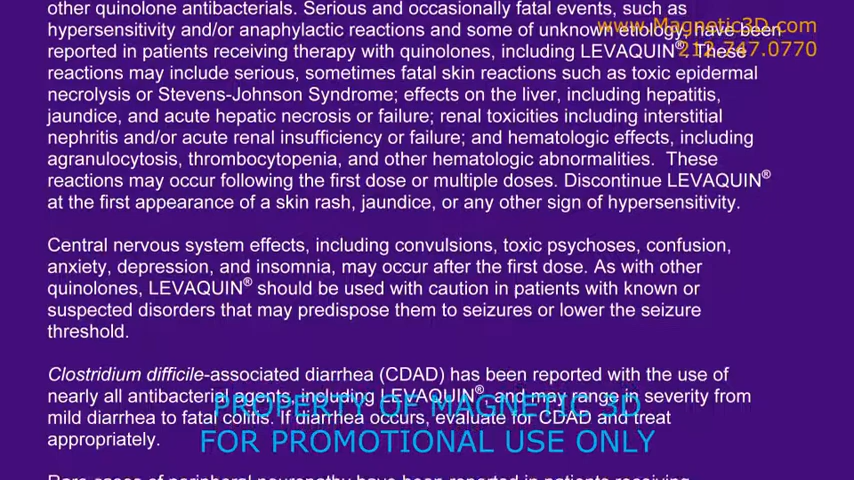 other quinolone antibacterials. Serious and occasionally fatal events, such as
hypersensitivity and/or anaphylactic reactions and some of unknown etiology, have been
reported in patients receiving therapy with quinolones, including LEVAQUIN®. These
reactions may include serious, sometimes fatal skin reactions such as toxic epidermal
necrolysis or Stevens-Johnson Syndrome; effects on the liver, including hepatitis,
jaundice, and acute hepatic necrosis or failure; renal toxicities including interstitial
nephritis and/or acute renal insufficiency or failure; and hematologic effects, including
agranulocytosis, thrombocytopenia, and other hematologic abnormalities. These
reactions may occur following the first dose or multiple doses. Discontinue LEVAQUIN®
at the first appearance of a skin rash, jaundice, or any other sign of hypersensitivity.
Central nervous system effects, including convulsions, toxic psychoses, confusion,
anxiety, depression, and insomnia, may occur after the first dose. As with other
quinolones, LEVAQUIN® should be used with caution in patients with known or
suspected disorders that may predispose them to seizures or lower the seizure
threshold.
Clostridium difficile-associated diarrhea (CDAD) has been reported with the use of
nearly all antibacterial agents, including LEVAQUIN®, and may range in severity from
mild diarrhea to fatal colitis. If diarrhea occurs, evaluate for CDAD and treat
appropriately.
Rare cases of peripheral neuropathy have been reported in patients receiving
www.Magnetic3D.com
212.747.0770
PROPERTY OF MAGNETIC 3D
FOR PROMOTIONAL USE ONLY